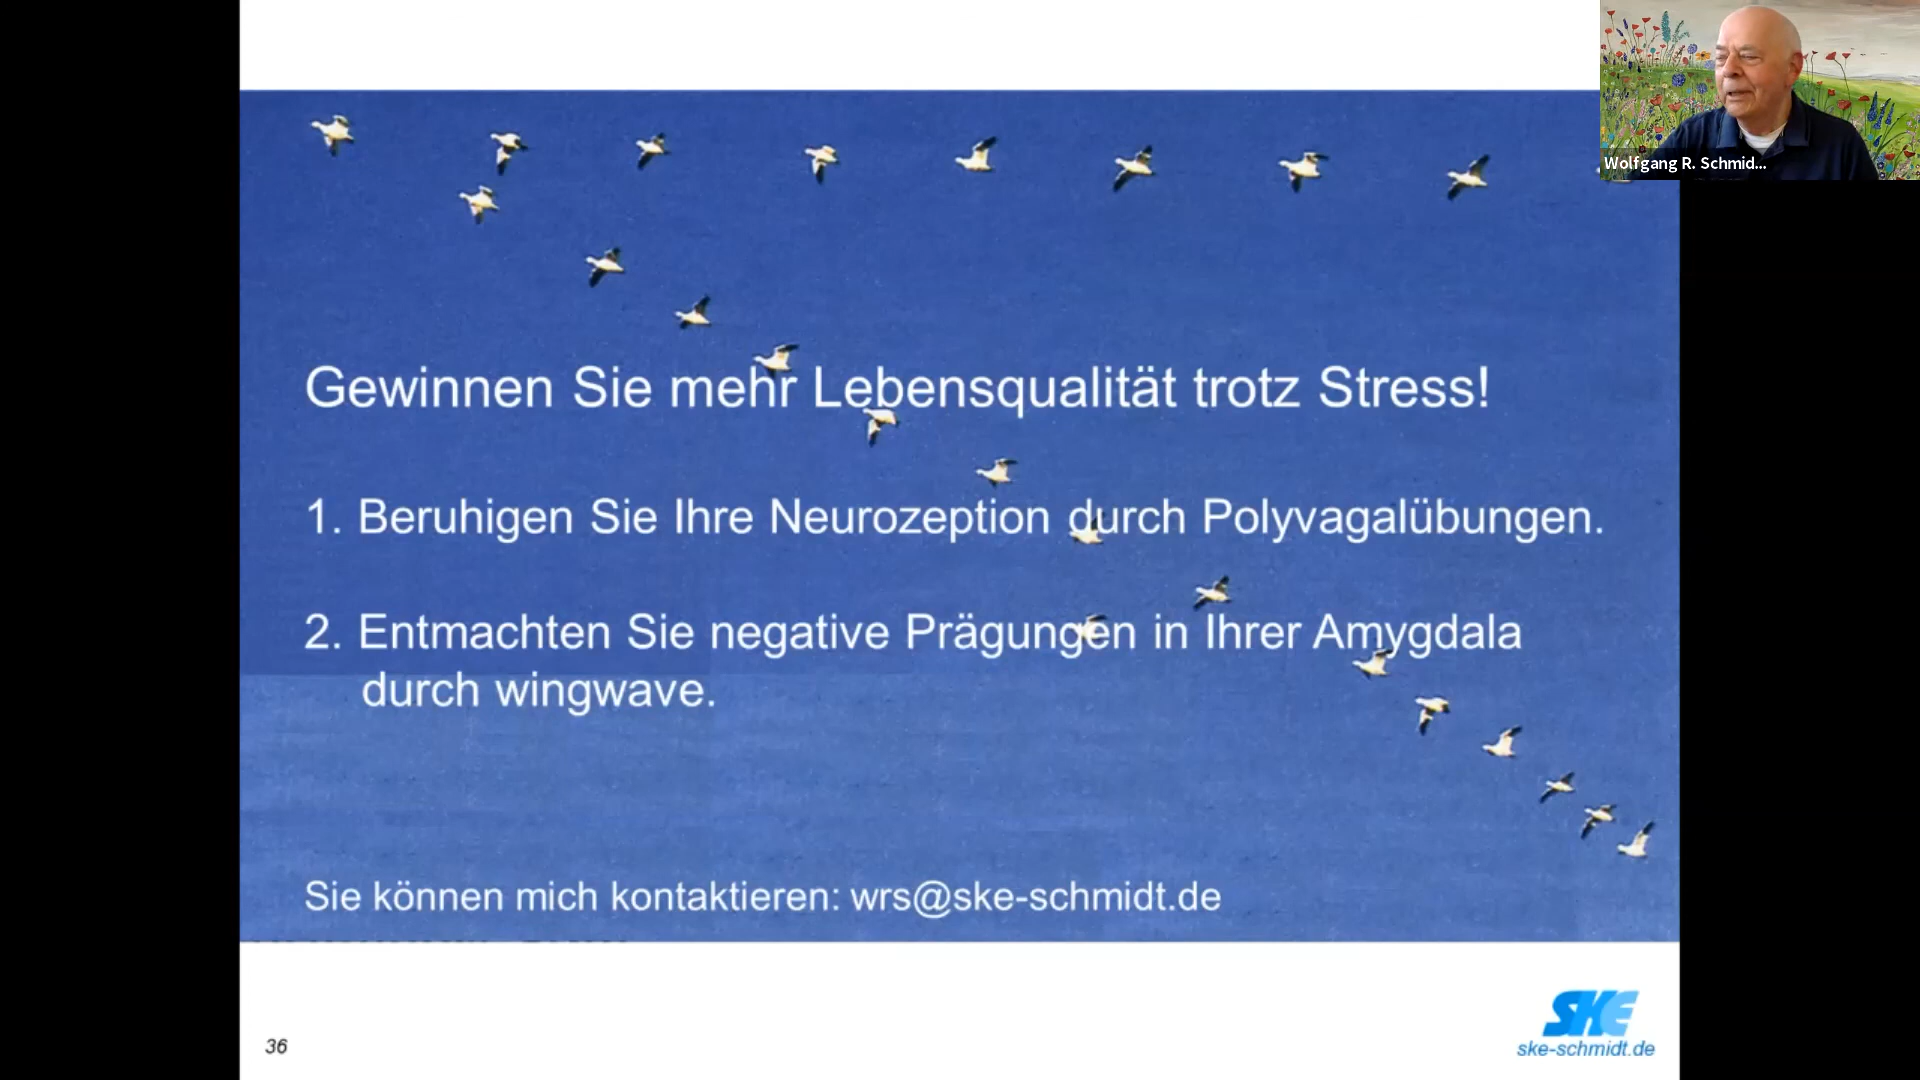 Wolfgang R. Schmid...
Gewinnen Sie mehr Lebensqualität trotz Stress!
1. Beruhigen Sie Ihre Neurozeption durch Polyvagalübungen.
2. Entmachten Sie negative Prägungen in Ihrer Amygdala
durch wingwave.
Sie können mich kontaktieren: wrs@ske-schmidt.de
36
SKE
ske-schmidt.de